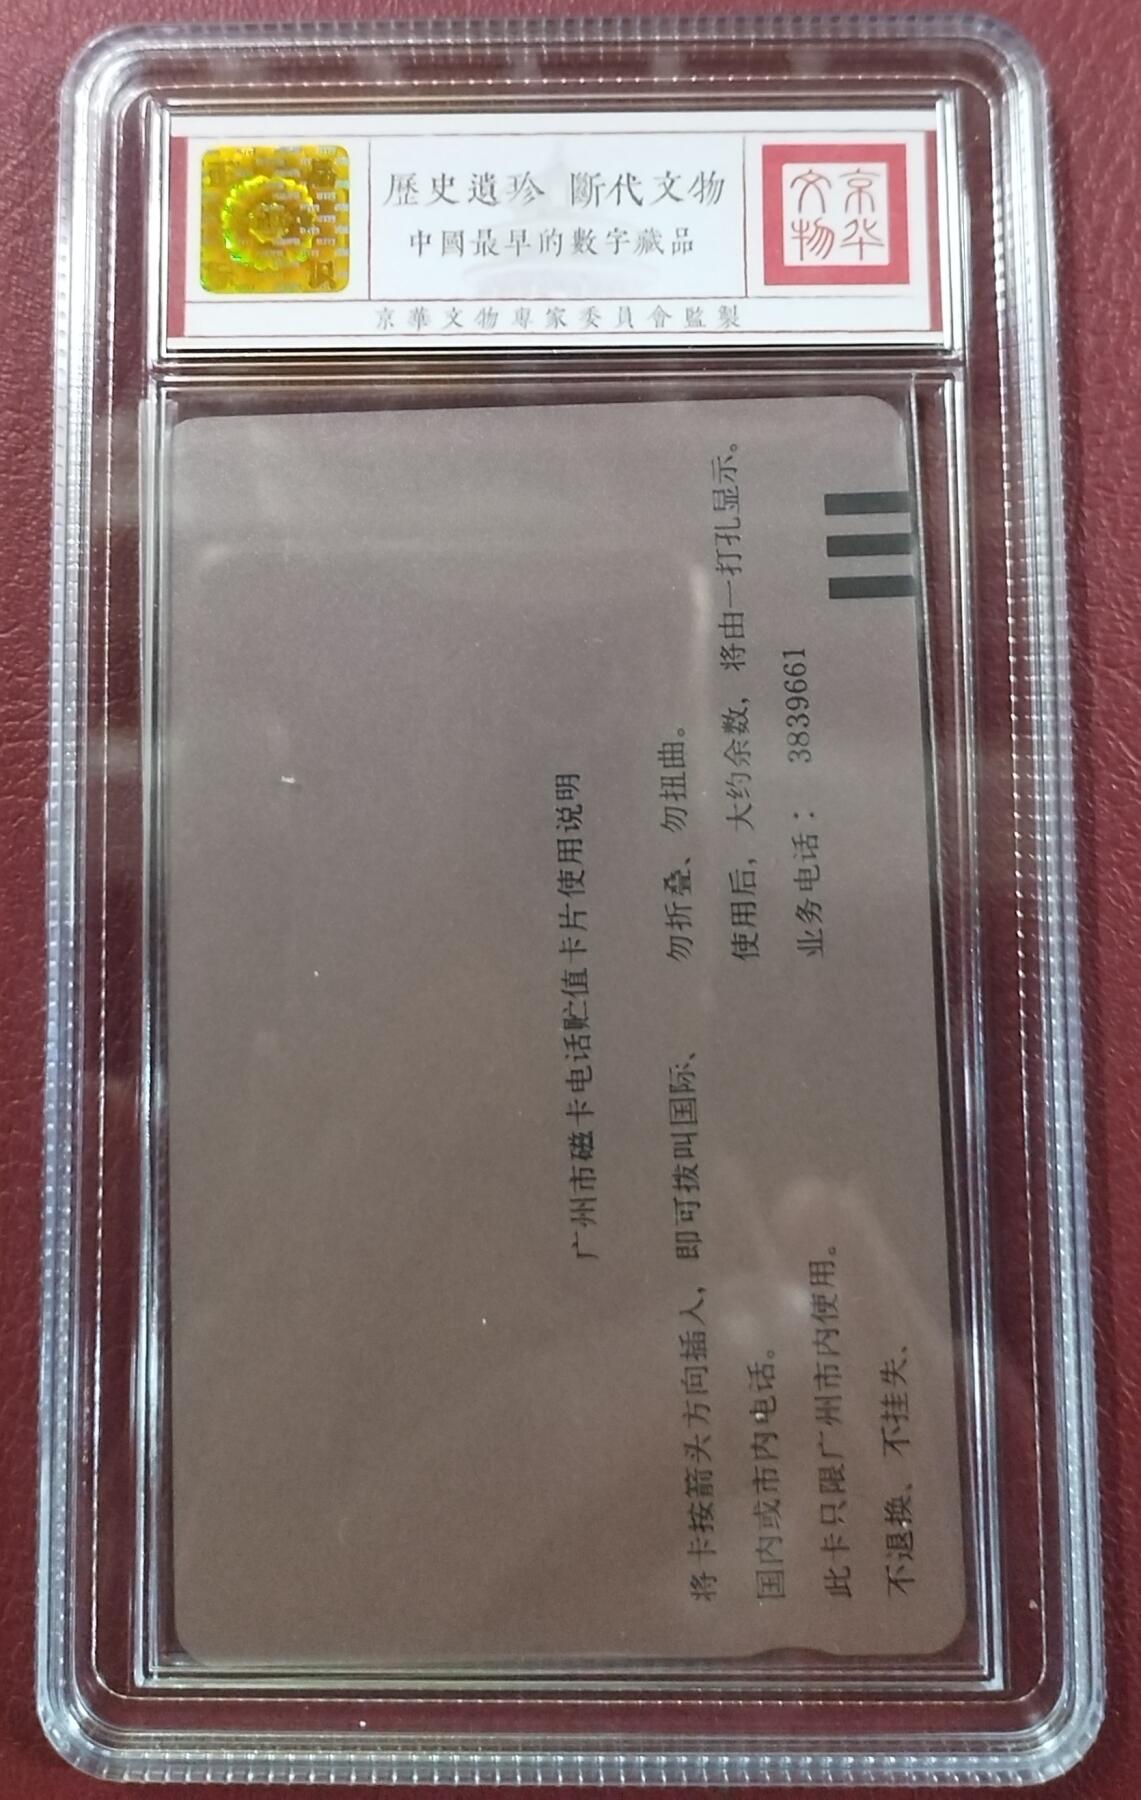 歷史遺珍 斷代文物
中國最早的數字藏品
京華文物專家委員會監製
京华
文物
广州市磁卡电话贮值卡片使用说明
将卡按箭头方向插入，即可拨叫国际、
国内或市内电话。
此卡只限广州市内使用。
不退换、不挂失、
勿折叠、勿扭曲。
使用后，大约余数，将由一打孔显示。
业务电话：3839661